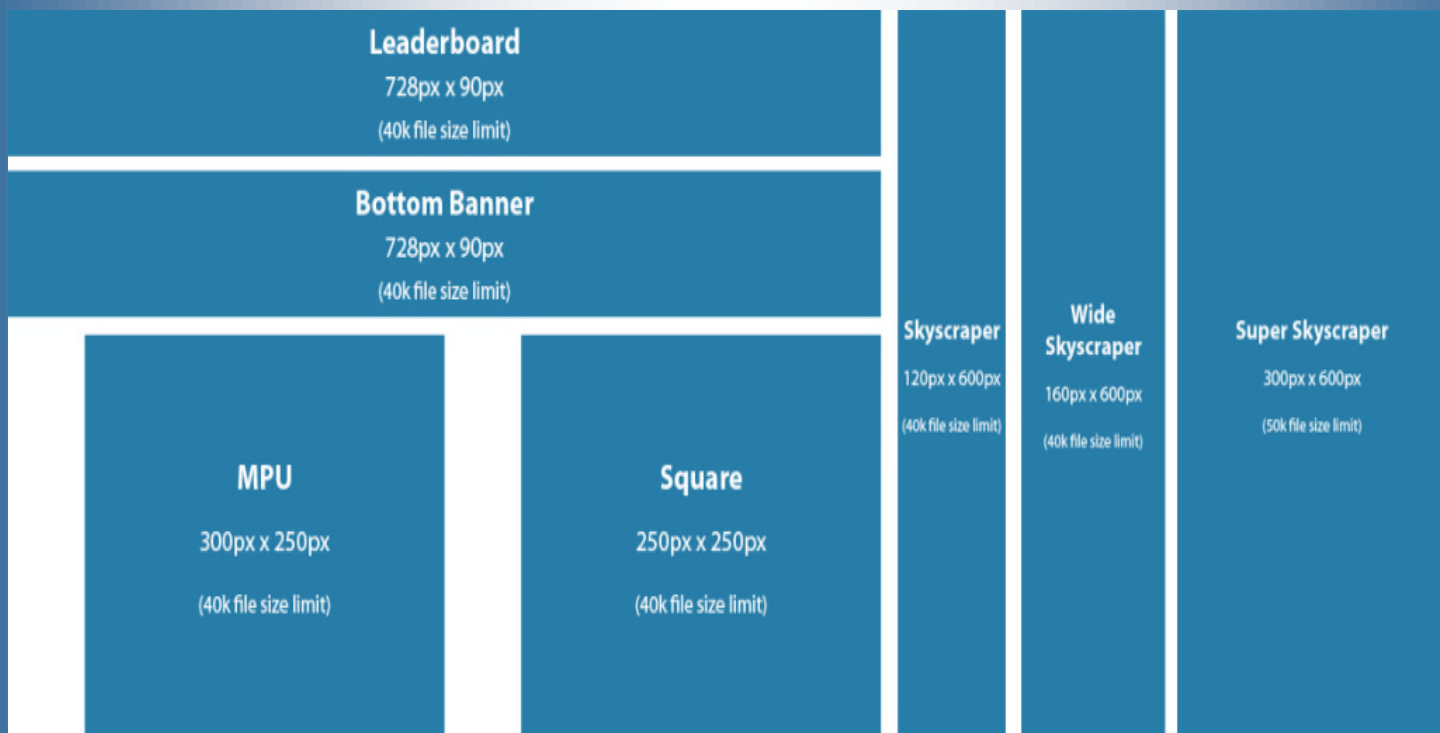 Leaderboard
728px x 90px
(40k file size limit)
Bottom Banner
728px x 90px
(40k file size limit)
MPU
300px x 250px
(40k file size limit)
Square
250px x 250px
(40k file size limit)
Skyscraper
120px x 600px
(40k file size limit)
Wide
Skyscraper
160px x 600px
(40k file size limit)
Super Skyscraper
300px x 600px
(50k file size limit)